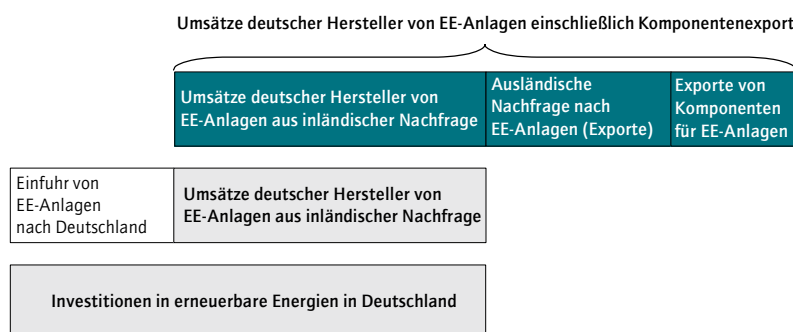 Umsätze deutscher Hersteller von EE-Anlagen einschließlich Komponentenexport
Umsätze deutscher Hersteller von
EE-Anlagen aus inländischer Nachfrage
Ausländische
Nachfrage nach
EE-Anlagen (Exporte)
Exporte von
Komponenten
für EE-Anlagen
Einfuhr von
EE-Anlagen
nach Deutschland
Umsätze deutscher Hersteller von
EE-Anlagen aus inländischer Nachfrage
Investitionen in erneuerbare Energien in Deutschland